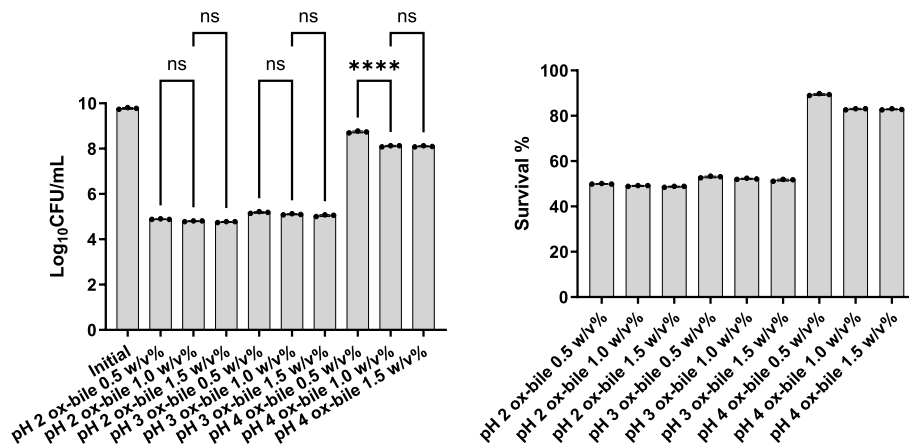 ns
ns
ns
ns
ns
****
Log10CFU/mL
10
8
6
4
2
0
Initial
pH 2 ox-bile 0.5 w/v%
pH 2 ox-bile 1.0 w/v%
pH 2 ox-bile 1.5 w/v%
pH 3 ox-bile 0.5 w/v%
pH 3 ox-bile 1.0 w/v%
pH 3 ox-bile 1.5 w/v%
pH 4 ox-bile 0.5 w/v%
pH 4 ox-bile 1.0 w/v%
pH 4 ox-bile 1.5 w/v%
Survival %
100
80
60
40
20
0
pH 2 ox-bile 0.5 w/v%
pH 2 ox-bile 1.0 w/v%
pH 2 ox-bile 1.5 w/v%
pH 3 ox-bile 0.5 w/v%
pH 3 ox-bile 1.0 w/v%
pH 3 ox-bile 1.5 w/v%
pH 4 ox-bile 0.5 w/v%
pH 4 ox-bile 1.0 w/v%
pH 4 ox-bile 1.5 w/v%